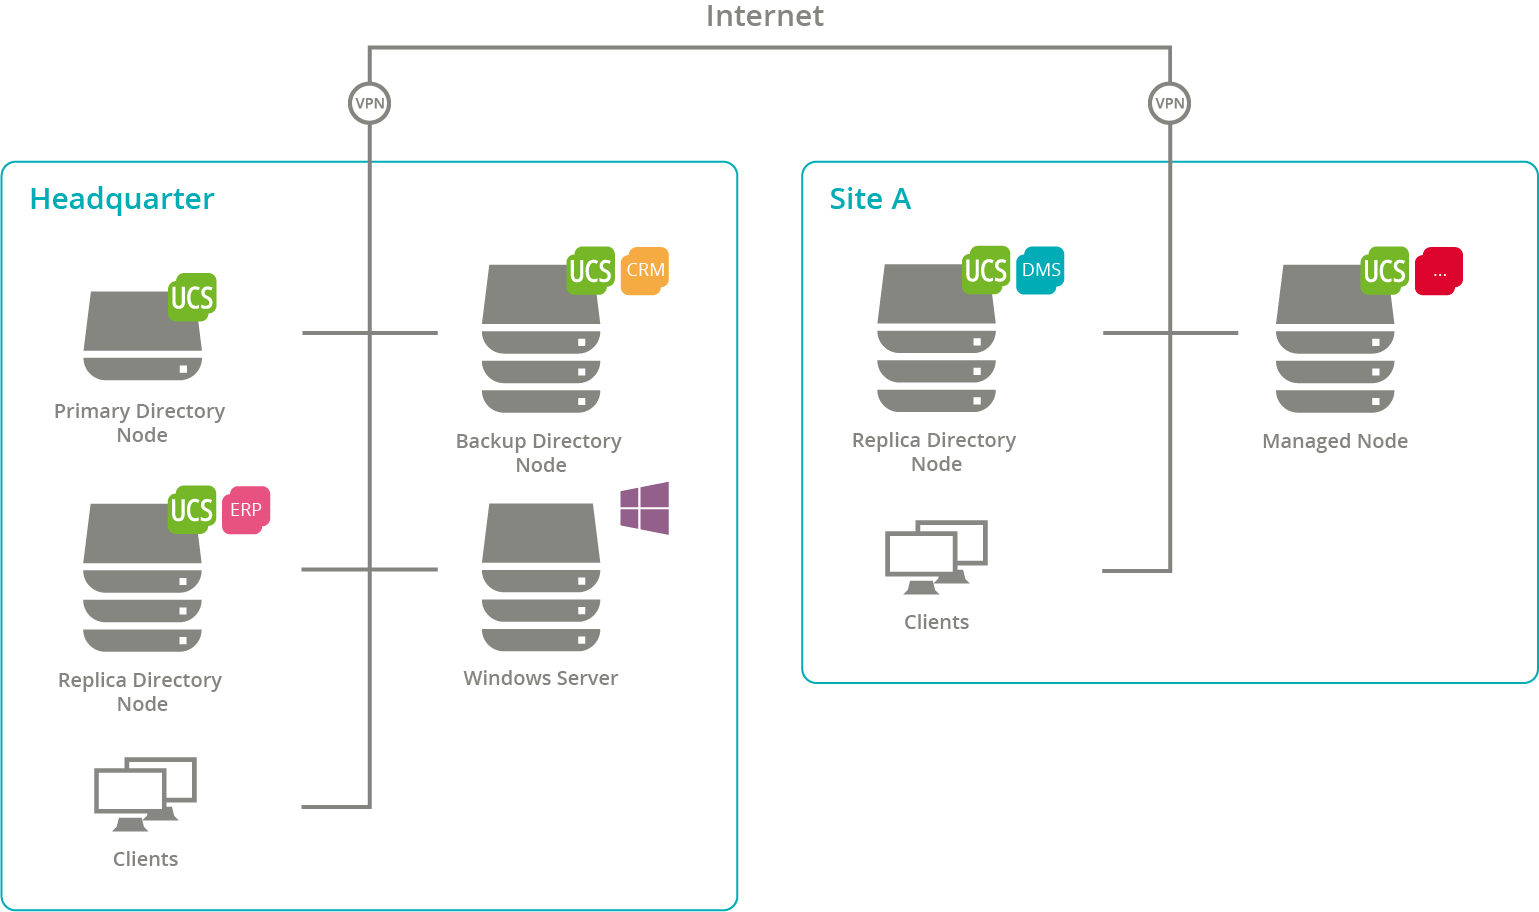 Internet
VPN
VPN
Headquarter
UCS
Primary Directory
Node
UCS
CRM
Backup Directory
Node
UCS
ERP
Replica Directory
Node
Windows Server
Clients
Site A
UCS
DMS
Replica Directory
Node
UCS
...
Managed Node
Clients